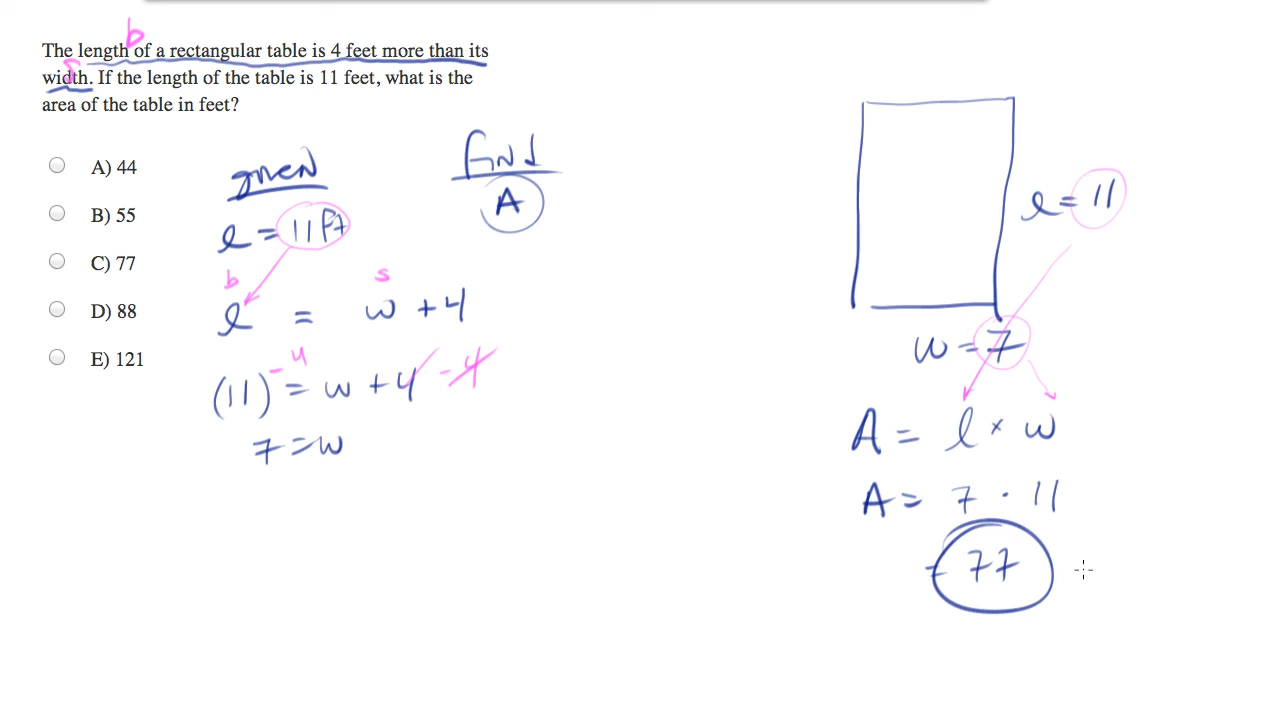 b
The length of a rectangular table is 4 feet more than its
s
width. If the length of the table is 11 feet, what is the
area of the table in feet?
A) 44
B) 55
C) 77
D) 88
E) 121
given
l = 11 ft
b s
l = w + 4
(11) - 4 = w + 4 - 4
7 = w
find
A
l = 11
w = 7
A = l × w
A = 7 · 11
= 77